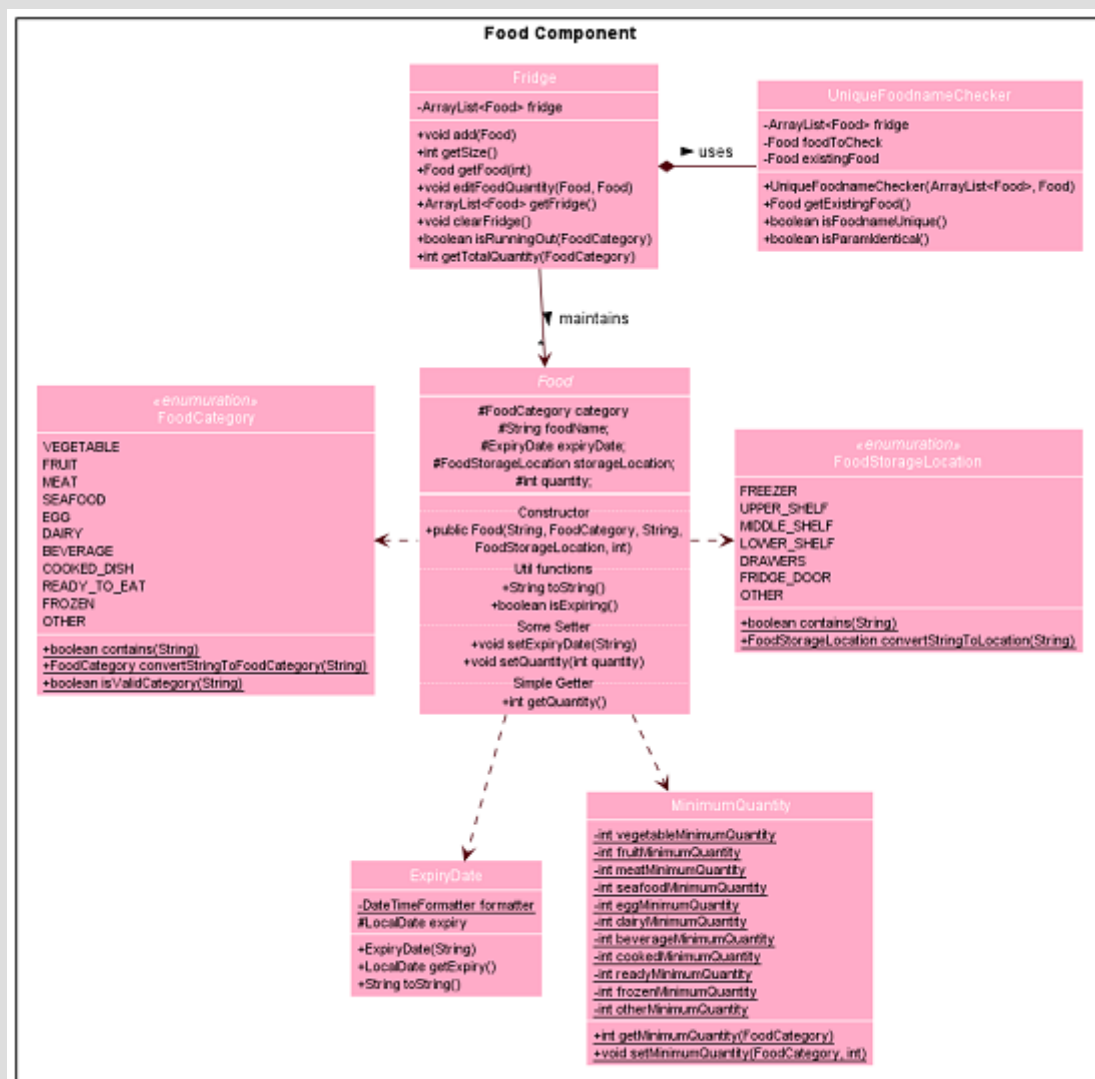 Food Component
Fridge
-ArrayList<Food> fridge
+void add(Food)
+int getSize()
+Food getFood(int)
+void editFoodQuantity(Food, Food)
+ArrayList<Food> getFridge()
+void clearFridge()
+boolean isRunningOut(FoodCategory)
+int getTotalQuantity(FoodCategory)
uses
UniqueFoodnameChecker
-ArrayList<Food> fridge
-Food foodToCheck
-Food existingFood
+UniqueFoodnameChecker(ArrayList<Food>, Food)
+Food getExistingFood()
+boolean isFoodnameUnique()
+boolean isParamIdentical()
maintains
*
«enumuration»
FoodCategory
VEGETABLE
FRUIT
MEAT
SEAFOOD
EGG
DAIRY
BEVERAGE
COOKED_DISH
READY_TO_EAT
FROZEN
OTHER
+boolean contains(String)
+FoodCategory convertStringToFoodCategory(String)
+boolean isValidCategory(String)
Food
#FoodCategory category
#String foodName;
#ExpiryDate expiryDate;
#FoodStorageLocation storageLocation;
#int quantity;
Constructor
+public Food(String, FoodCategory, String,
FoodStorageLocation, int)
Util functions
+String toString()
+boolean isExpiring()
Some Setter
+void setExpiryDate(String)
+void setQuantity(int quantity)
Simple Getter
+int getQuantity()
«enumuration»
FoodStorageLocation
FREEZER
UPPER_SHELF
MIDDLE_SHELF
LOWER_SHELF
DRAWERS
FRIDGE_DOOR
OTHER
+boolean contains(String)
+FoodStorageLocation convertStringToLocation(String)
ExpiryDate
-DateTimeFormatter formatter
#LocalDate expiry
+ExpiryDate(String)
+LocalDate getExpiry()
+String toString()
MinimumQuantity
-int vegetableMinimumQuantity
-int fruitMinimumQuantity
-int meatMinimumQuantity
-int seafoodMinimumQuantity
-int eggMinimumQuantity
-int dairyMinimumQuantity
-int beverageMinimumQuantity
-int cookedMinimumQuantity
-int readyMinimumQuantity
-int frozenMinimumQuantity
-int otherMinimumQuantity
+int getMinimumQuantity(FoodCategory)
+void setMinimumQuantity(FoodCategory, int)